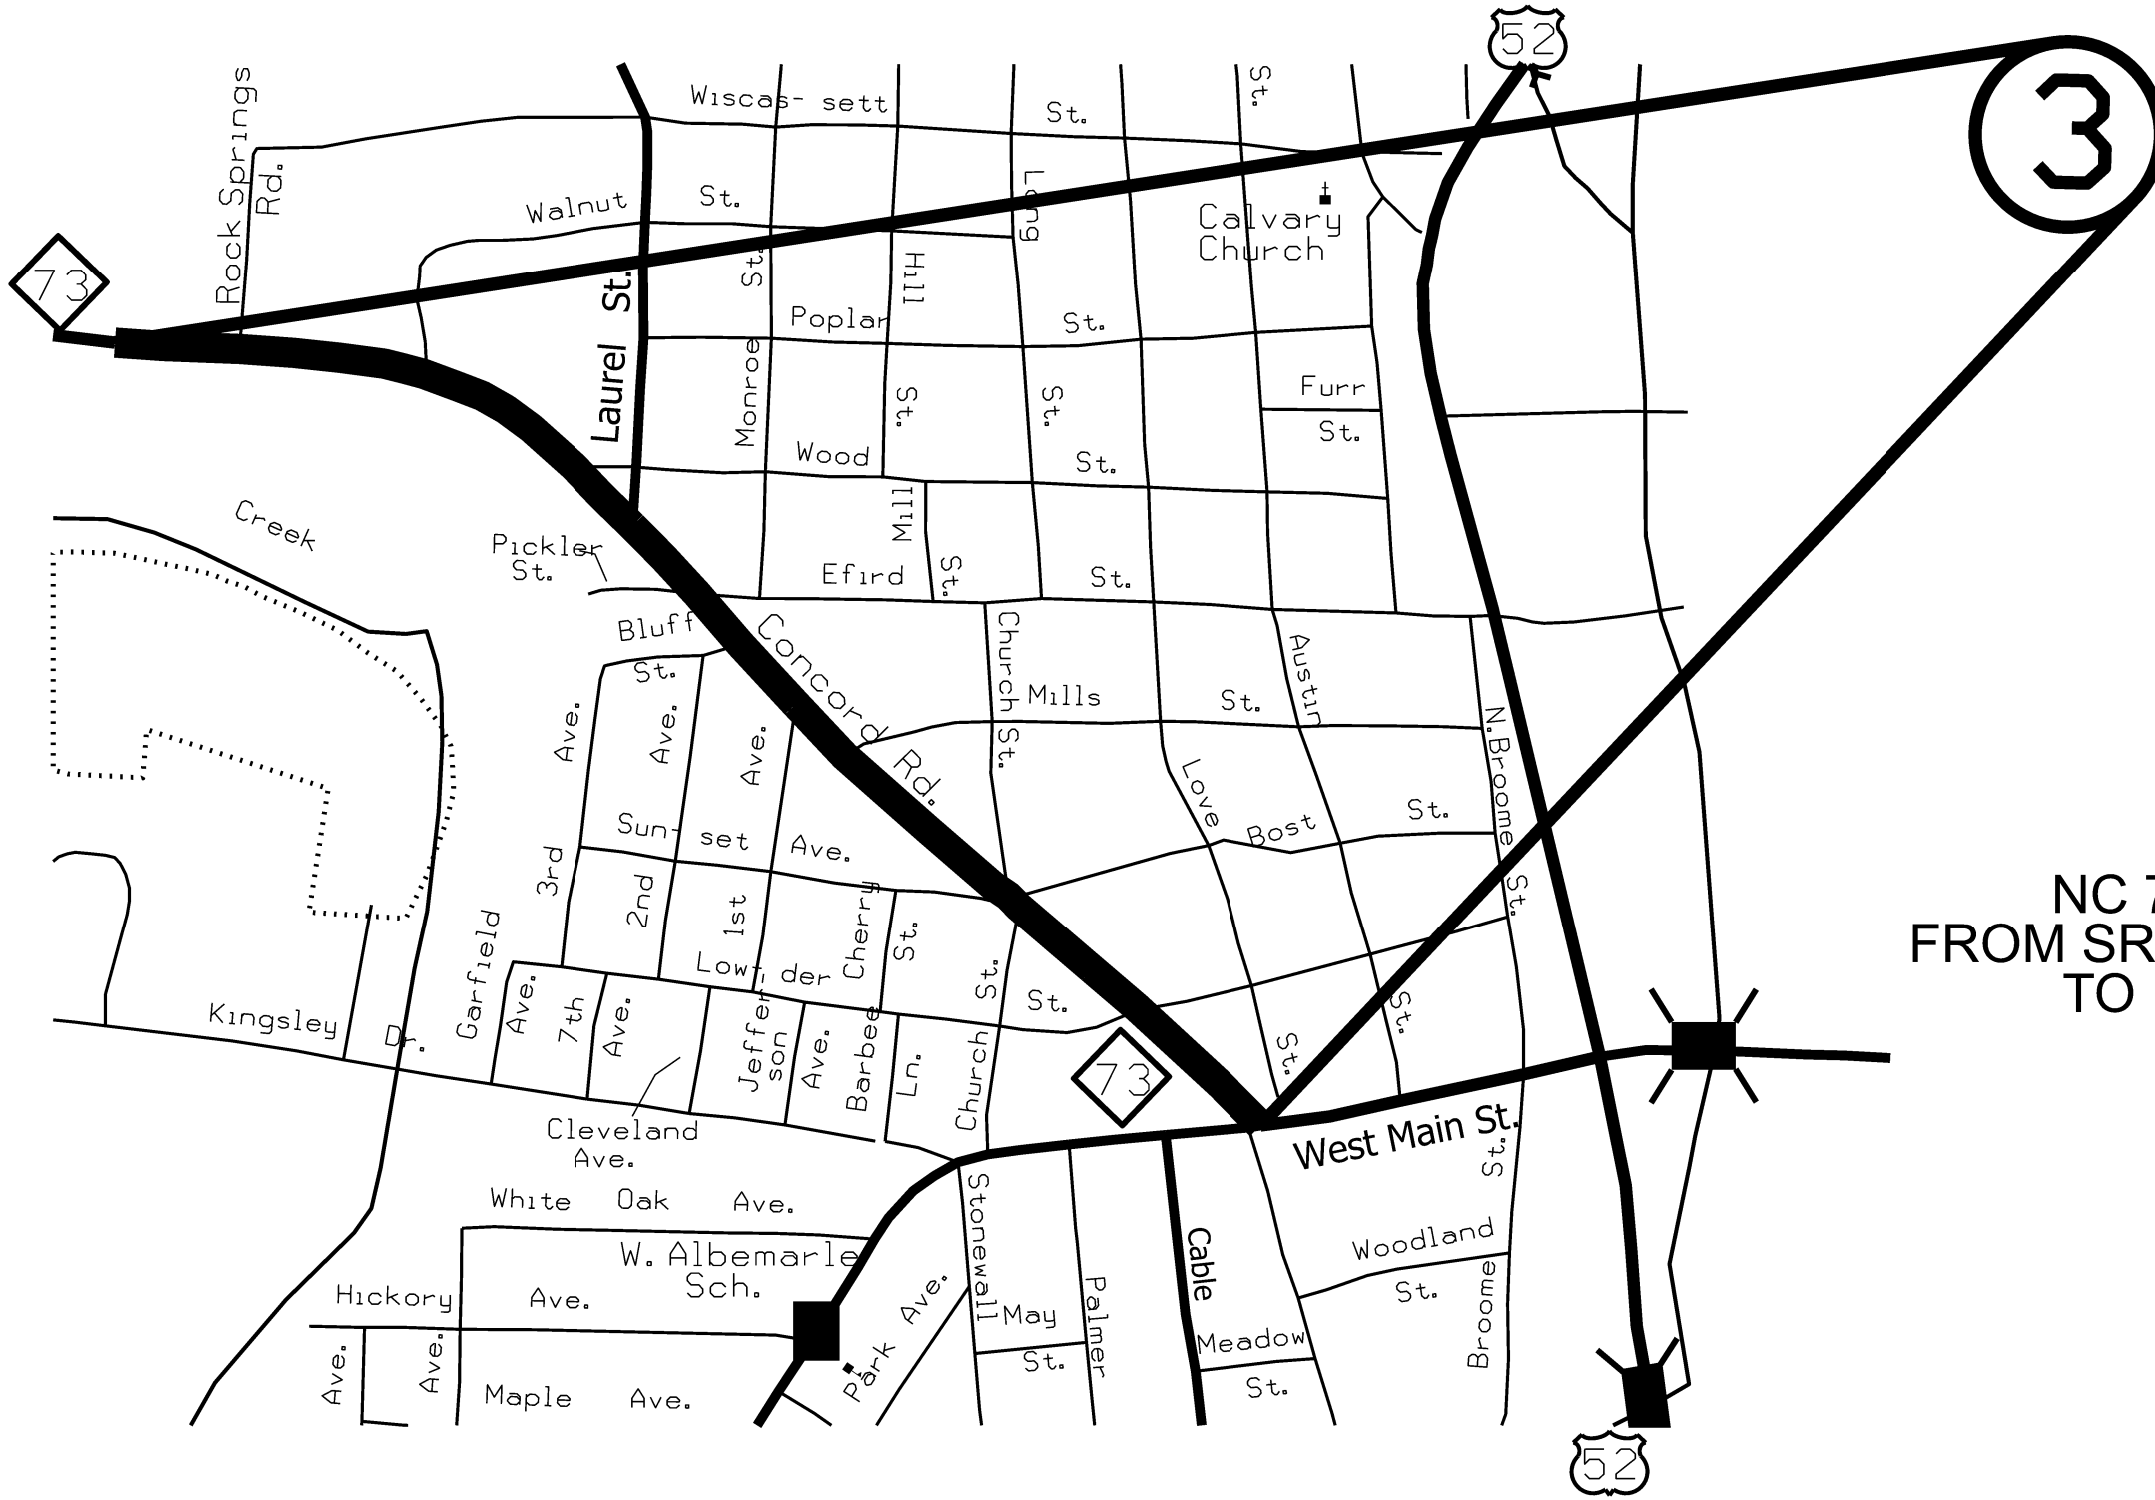 52
3
Wiscas- sett
St.
St.
Rock Springs
Rd.
Walnut
St.
Long
St.
Calvary
Church
73
Laurel St.
Monroe
St.
Hill
St.
Poplar
St.
Furr
St.
Wood
St.
Creek
Pickler
St.
Mill
St.
Efird
St.
Bluff
St.
Concord Rd.
Church St.
Mills
St.
Austin
St.
N. Broome
St.
3rd
Ave.
2nd
Ave.
1st
Ave.
Sun- set
Ave.
Love
St.
Bost
St.
NC 7
FROM SR
TO
Cherry
St.
Low- der
St.
Garfield
Ave.
7th
Ave.
Jeffer-
son
Ave.
Barbee
Ln.
Church
St.
Kingsley
Dr.
73
Cleveland
Ave.
West Main St.
White Oak Ave.
W. Albemarle
Sch.
Stonewall
Palmer
Cable
Woodland
St.
Broome
St.
Hickory
Ave.
Park Ave.
May
St.
Meadow
St.
Ave.
Ave.
Maple
Ave.
52